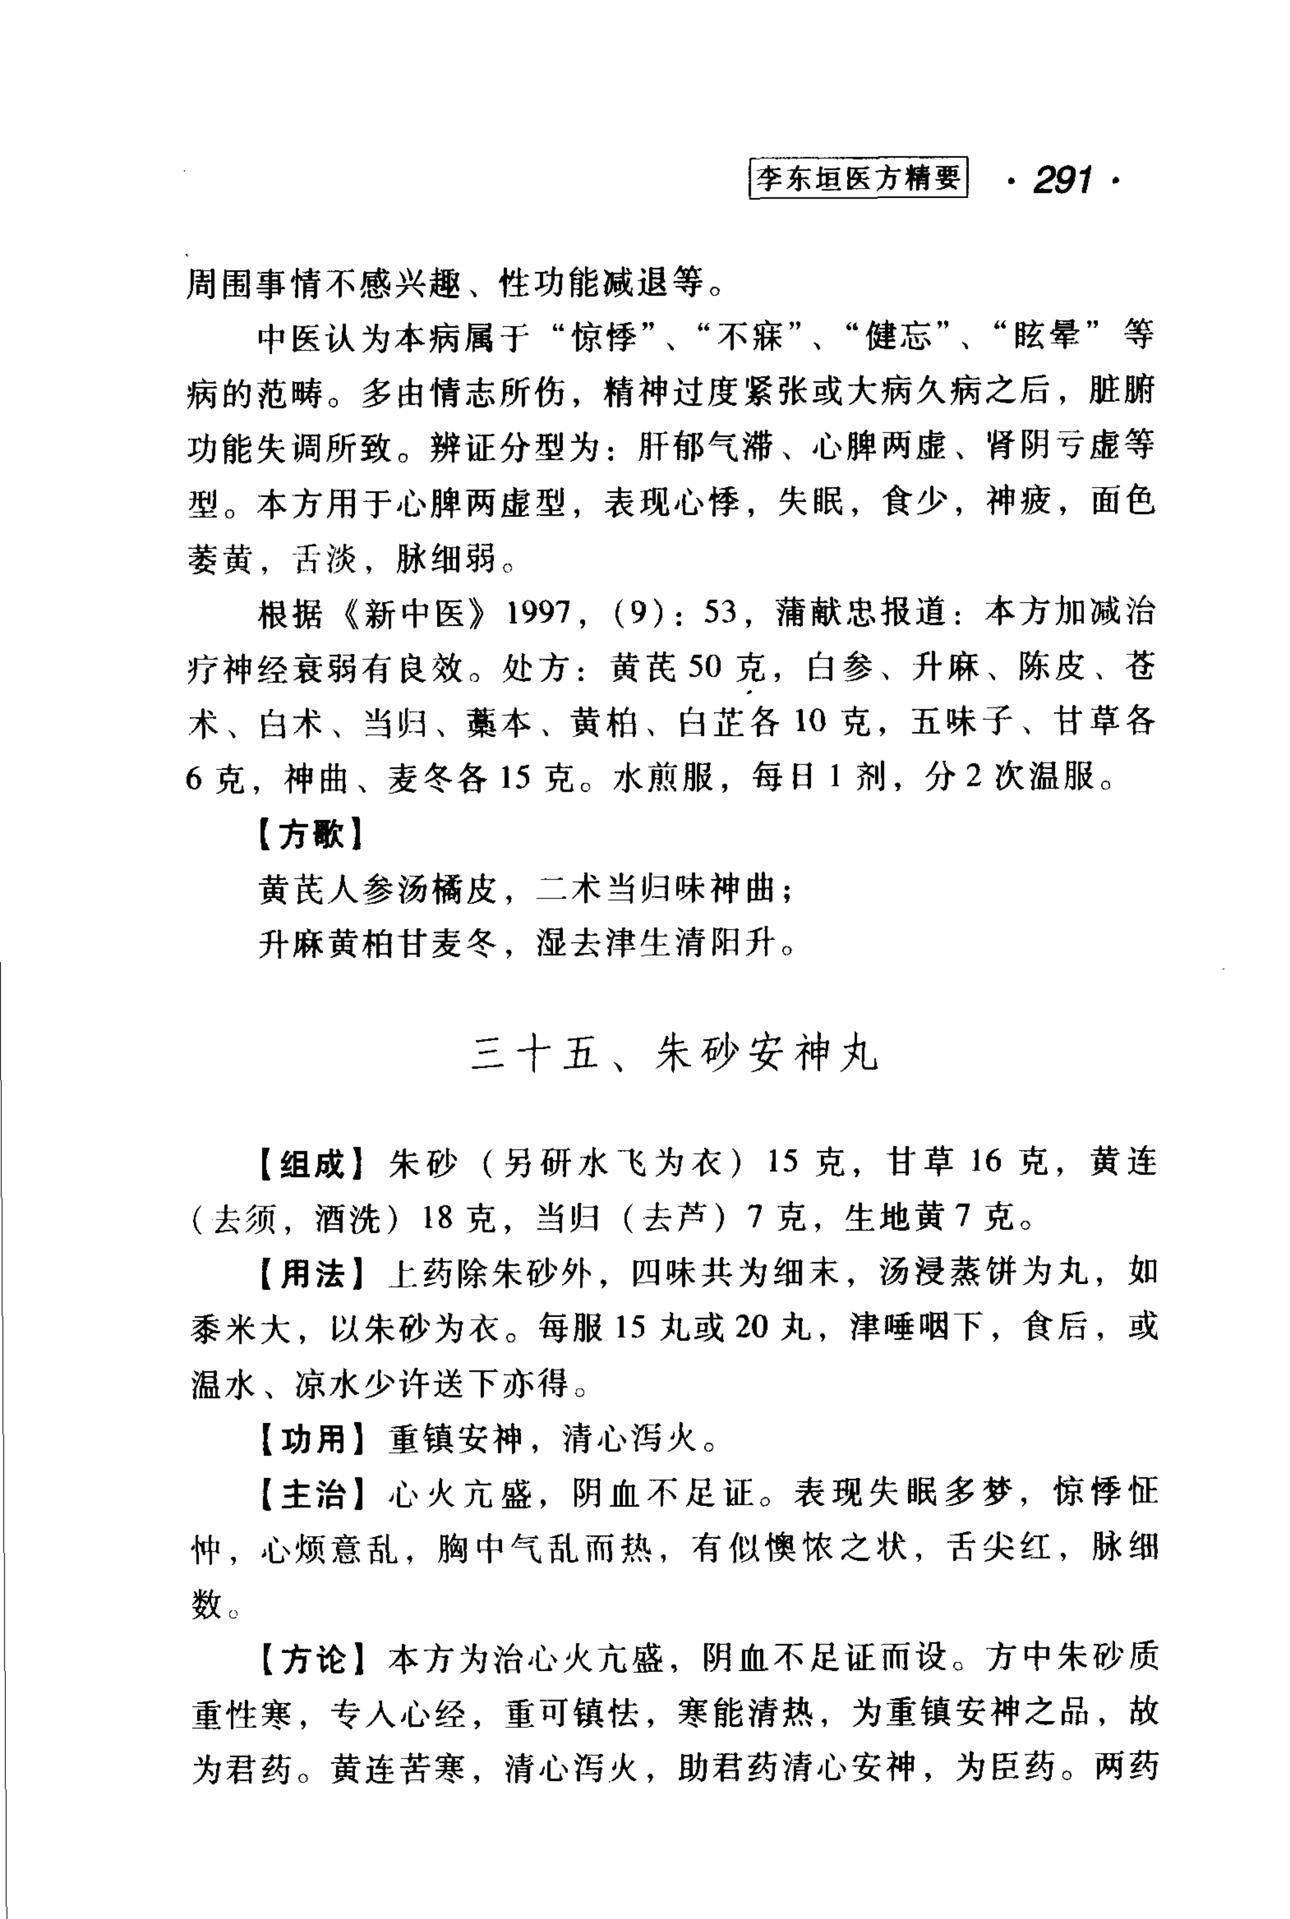 李东垣医方精要 · 291 ·
周围事情不感兴趣、性功能减退等。
中医认为本病属于“惊悸”、“不寐”、“健忘”、“眩晕”等
病的范畴。多由情志所伤，精神过度紧张或大病久病之后，脏腑
功能失调所致。辨证分型为：肝郁气滞、心脾两虚、肾阴亏虚等
型。本方用于心脾两虚型，表现心悸，失眠，食少，神疲，面色
萎黄，舌淡，脉细弱。
根据《新中医》1997，（9）：53，蒲献忠报道：本方加减治
疗神经衰弱有良效。处方：黄芪50克，白参、升麻、陈皮、苍
术、白术、当归、藁本、黄柏、白芷各10克，五味子、甘草各
6克，神曲、麦冬各15克。水煎服，每日1剂，分2次温服。
【方歌】
黄芪人参汤橘皮，二术当归味神曲；
升麻黄柏甘麦冬，湿去津生清阳升。
三十五、朱砂安神丸
【组成】朱砂（另研水飞为衣）15克，甘草16克，黄连
（去须，酒洗）18克，当归（去芦）7克，生地黄7克。
【用法】上药除朱砂外，四味共为细末，汤浸蒸饼为丸，如
黍米大，以朱砂为衣。每服15丸或20丸，津唾咽下，食后，或
温水、凉水少许送下亦得。
【功用】重镇安神，清心泻火。
【主治】心火亢盛，阴血不足证。表现失眠多梦，惊悸怔
忡，心烦意乱，胸中气乱而热，有似懊侬之状，舌尖红，脉细
数。
【方论】本方为治心火亢盛，阴血不足证而设。方中朱砂质
重性寒，专入心经，重可镇怯，寒能清热，为重镇安神之品，故
为君药。黄连苦寒，清心泻火，助君药清心安神，为臣药。两药